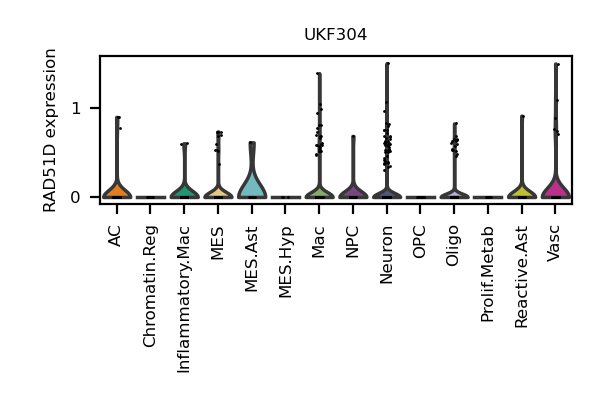 UKF304
RAD51D expression
1
0
AC
Chromatin.Reg
Inflammatory.Mac
MES
MES.Ast
MES.Hyp
Mac
NPC
Neuron
OPC
Oligo
Prolif.Metab
Reactive.Ast
Vasc